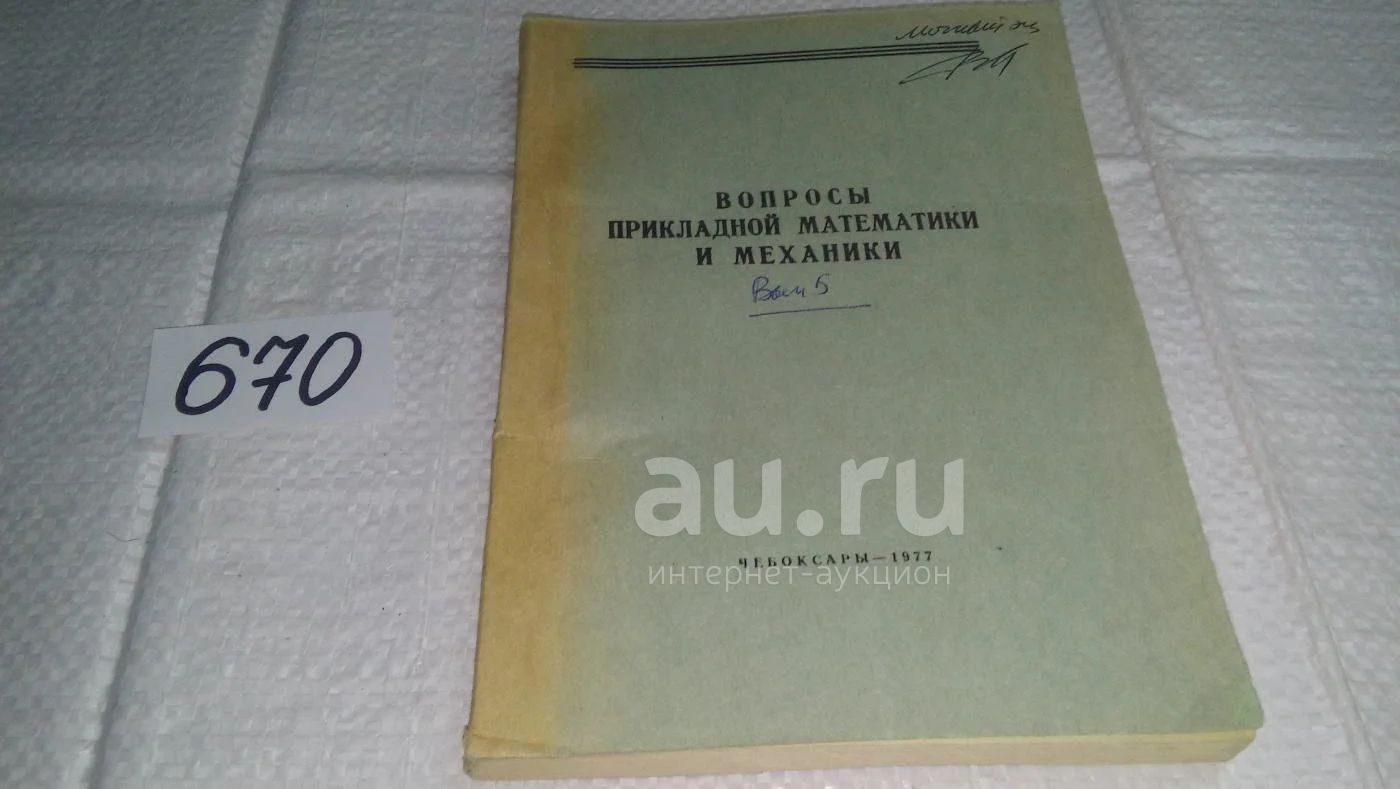 ВОПРОСЫ
ПРИКЛАДНОЙ МАТЕМАТИКИ
И МЕХАНИКИ
Вып 5
670
au.ru
ЧЕБОКСАРЫ—1977
интернет-аукцион